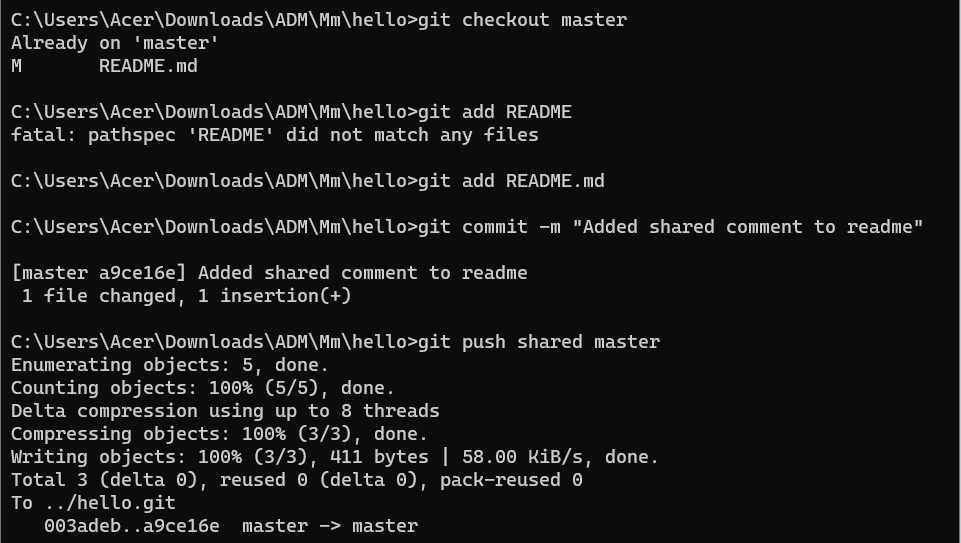 C:\Users\Acer\Downloads\ADM\Mm\hello>git checkout master
Already on 'master'
M       README.md
C:\Users\Acer\Downloads\ADM\Mm\hello>git add README
fatal: pathspec 'README' did not match any files
C:\Users\Acer\Downloads\ADM\Mm\hello>git add README.md
C:\Users\Acer\Downloads\ADM\Mm\hello>git commit -m "Added shared comment to readme"
[master a9ce16e] Added shared comment to readme
 1 file changed, 1 insertion(+)
C:\Users\Acer\Downloads\ADM\Mm\hello>git push shared master
Enumerating objects: 5, done.
Counting objects: 100% (5/5), done.
Delta compression using up to 8 threads
Compressing objects: 100% (3/3), done.
Writing objects: 100% (3/3), 411 bytes | 58.00 KiB/s, done.
Total 3 (delta 0), reused 0 (delta 0), pack-reused 0
To ../hello.git
   003adeb..a9ce16e  master -> master